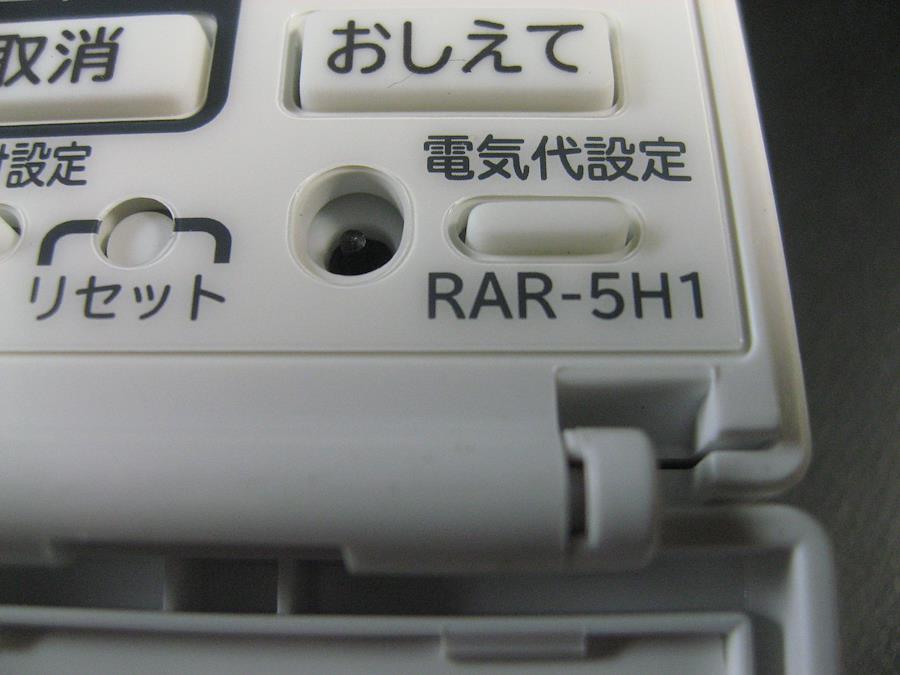 取消
おしえて
設定
電気代設定
リセット
RAR-5H1